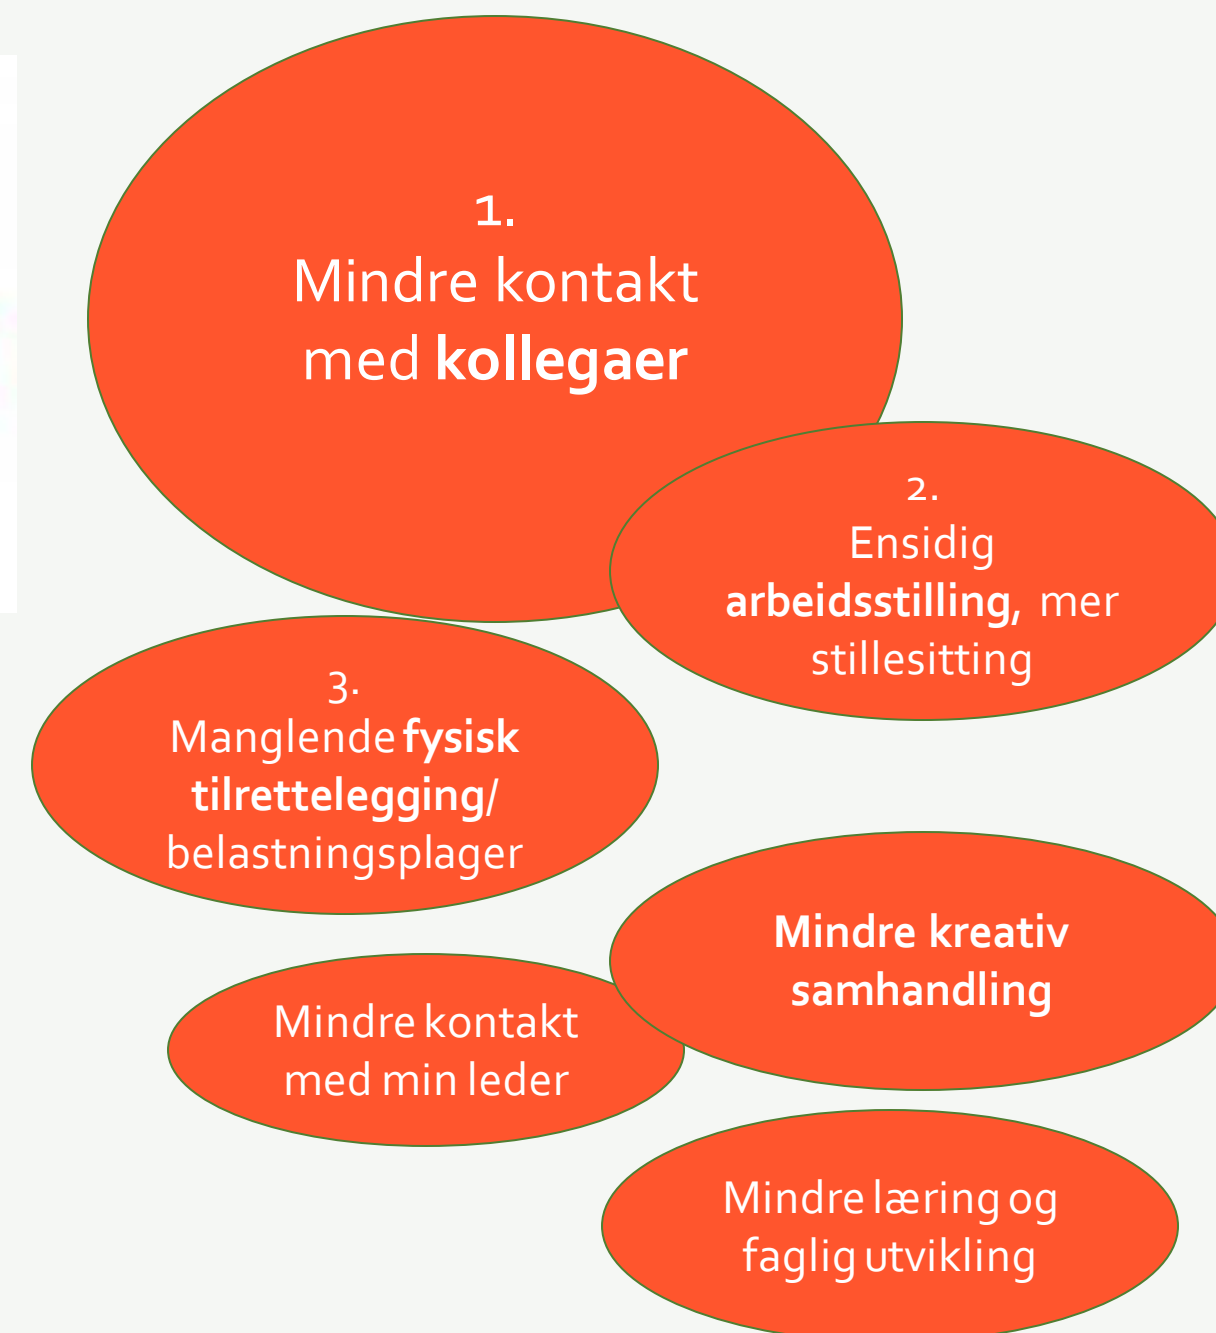 1.
Mindre kontakt
med kollegaer
2.
Ensidig
arbeidsstilling, mer
stillesitting
3.
Manglende fysisk
tilrettelegging/
belastningsplager
Mindre kreativ
samhandling
Mindre kontakt
med min leder
Mindre læring og
faglig utvikling